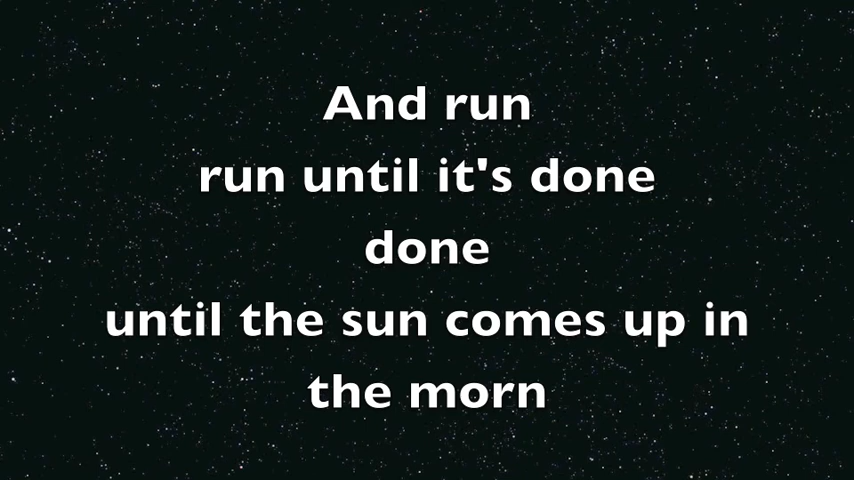 And run
run until it's done
done
until the sun comes up in
the morn